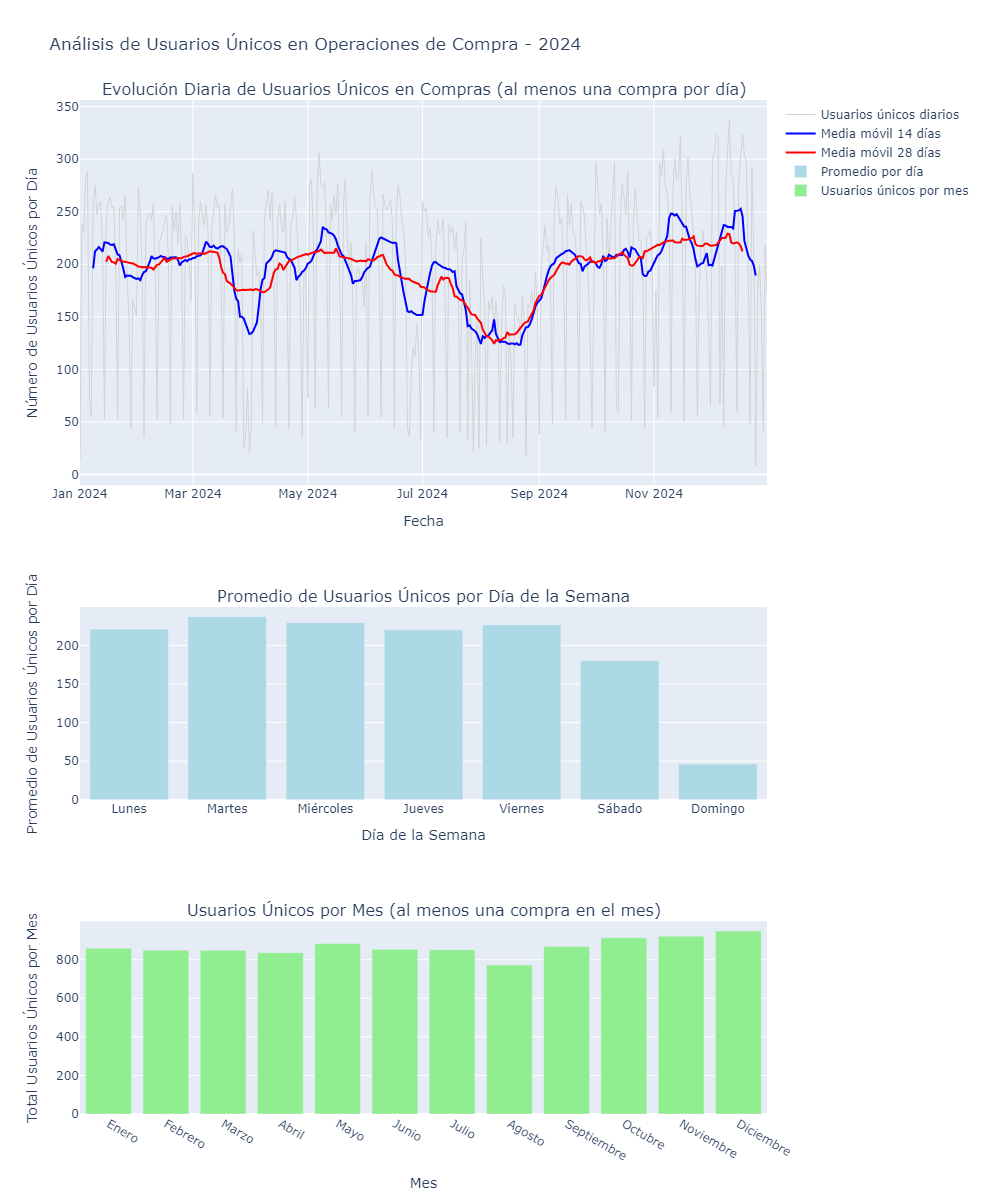 Análisis de Usuarios Únicos en Operaciones de Compra - 2024
Evolución Diaria de Usuarios Únicos en Compras (al menos una compra por día)
Número de Usuarios Únicos por Día
350
300
250
200
150
100
50
0
Jan 2024 Mar 2024 May 2024 Jul 2024 Sep 2024 Nov 2024
Fecha
Usuarios únicos diarios
Media móvil 14 días
Media móvil 28 días
Promedio por día
Usuarios únicos por mes
Promedio de Usuarios Únicos por Día de la Semana
Promedio de Usuarios Únicos por Día
200
150
100
50
0
Lunes Martes Miércoles Jueves Viernes Sábado Domingo
Día de la Semana
Usuarios Únicos por Mes (al menos una compra en el mes)
Total Usuarios Únicos por Mes
800
600
400
200
0
Enero Febrero Marzo Abril Mayo Junio Julio Agosto Septiembre Octubre Noviembre Diciembre
Mes